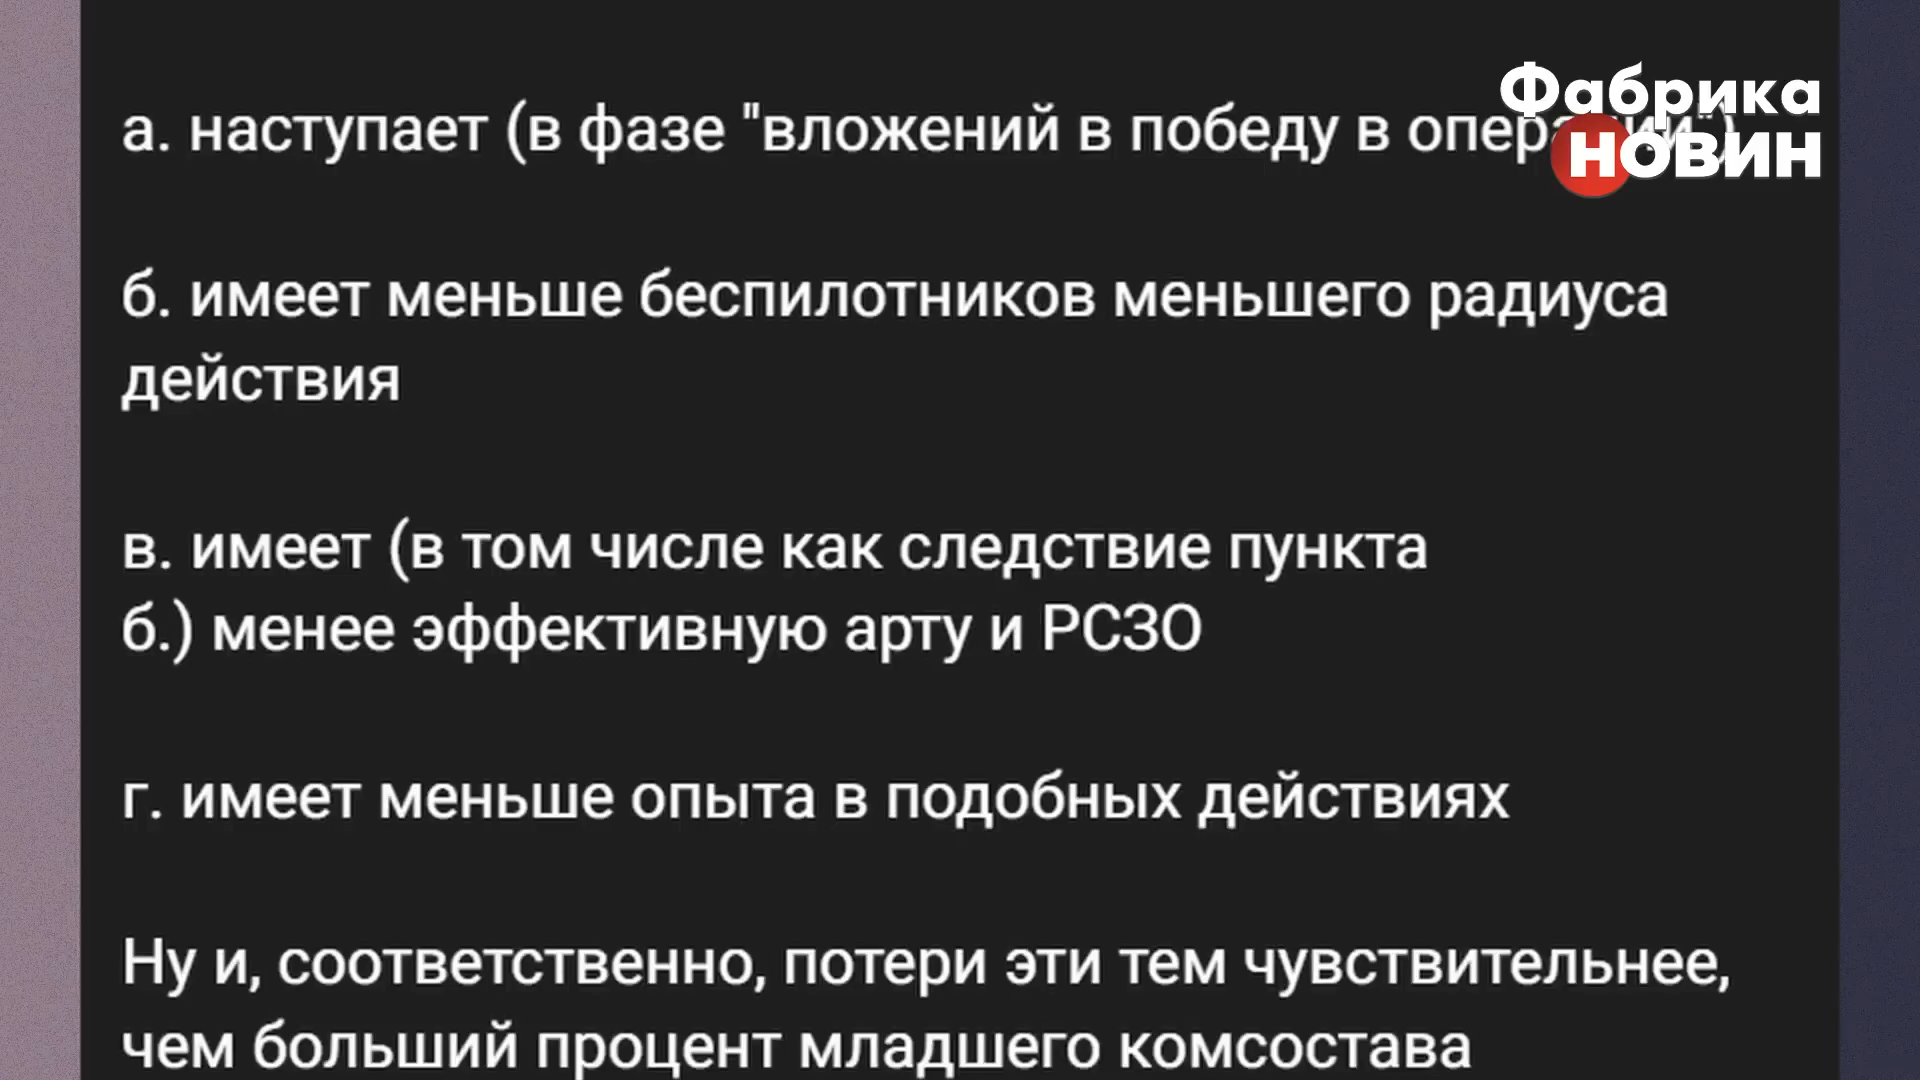 а. наступает (в фазе "вложений в победу в операции")
Фабрика
новин
б. имеет меньше беспилотников меньшего радиуса
действия
в. имеет (в том числе как следствие пункта
б.) менее эффективную арту и РСЗО
г. имеет меньше опыта в подобных действиях
Ну и, соответственно, потери эти тем чувствительнее,
чем больший процент младшего комсостава